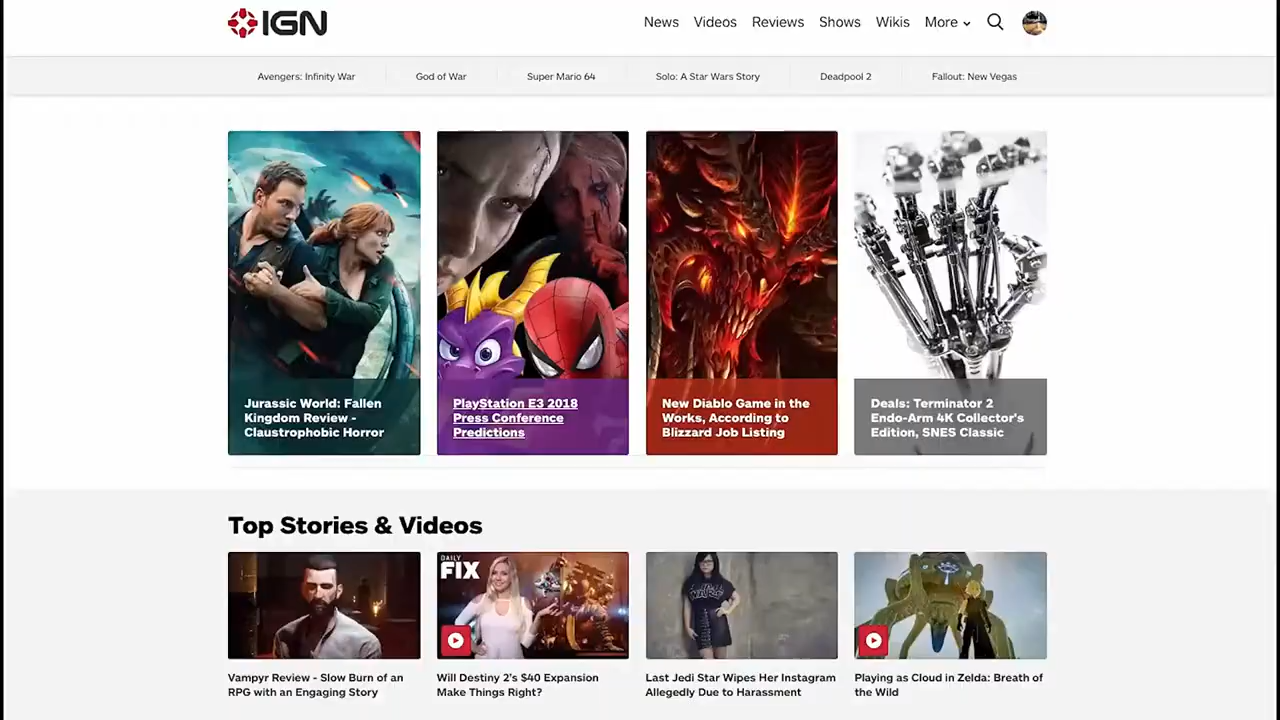 IGN
News Videos Reviews Shows Wikis More
Avengers: Infinity War God of War Super Mario 64 Solo: A Star Wars Story Deadpool 2 Fallout: New Vegas
Jurassic World: Fallen
Kingdom Review -
Claustrophobic Horror
PlayStation E3 2018
Press Conference
Predictions
New Diablo Game in the
Works, According to
Blizzard Job Listing
Deals: Terminator 2
Endo-Arm 4K Collector's
Edition, SNES Classic
Top Stories & Videos
DAILY
FIX
Vampyr Review - Slow Burn of an
RPG with an Engaging Story
Will Destiny 2's $40 Expansion
Make Things Right?
Last Jedi Star Wipes Her Instagram
Allegedly Due to Harassment
Playing as Cloud in Zelda: Breath of
the Wild